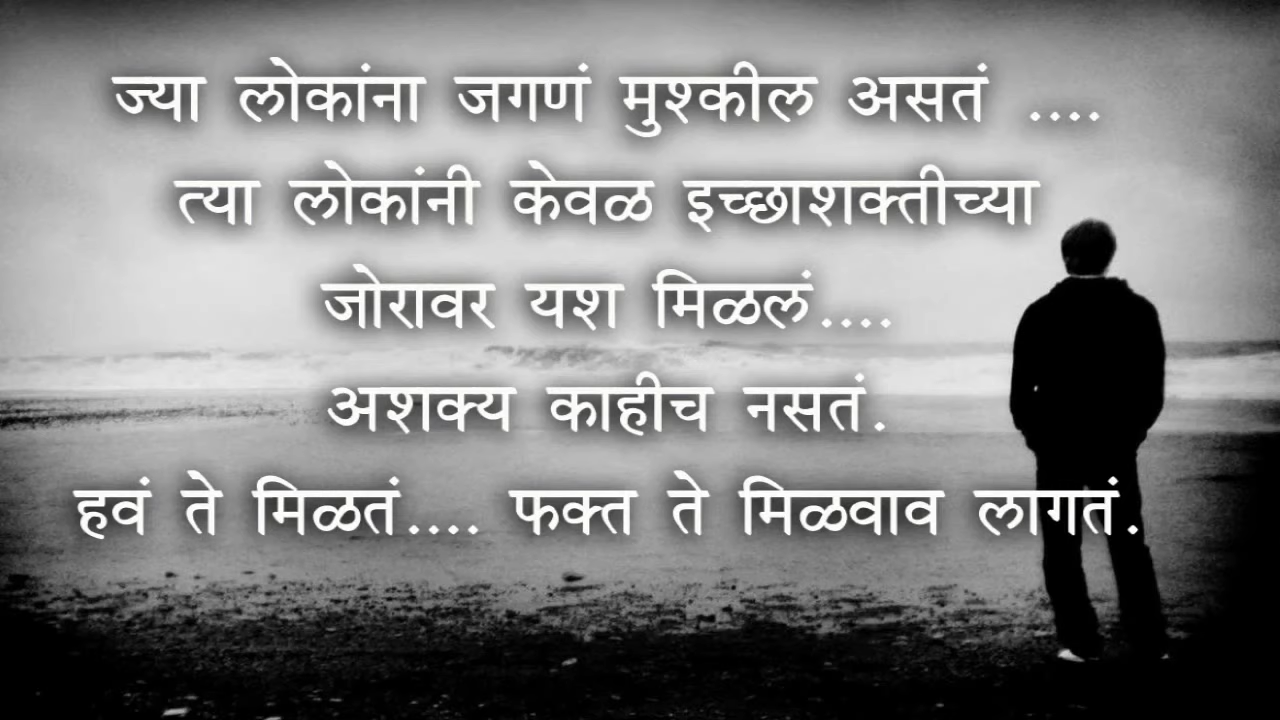 ज्या लोकांना जगणं मुश्कील असतं ....
त्या लोकांनी केवळ इच्छाशक्तीच्या
जोरावर यश मिळलं....
अशक्य काहीच नसतं.
हवं ते मिळतं.... फक्त ते मिळवाव लागतं.